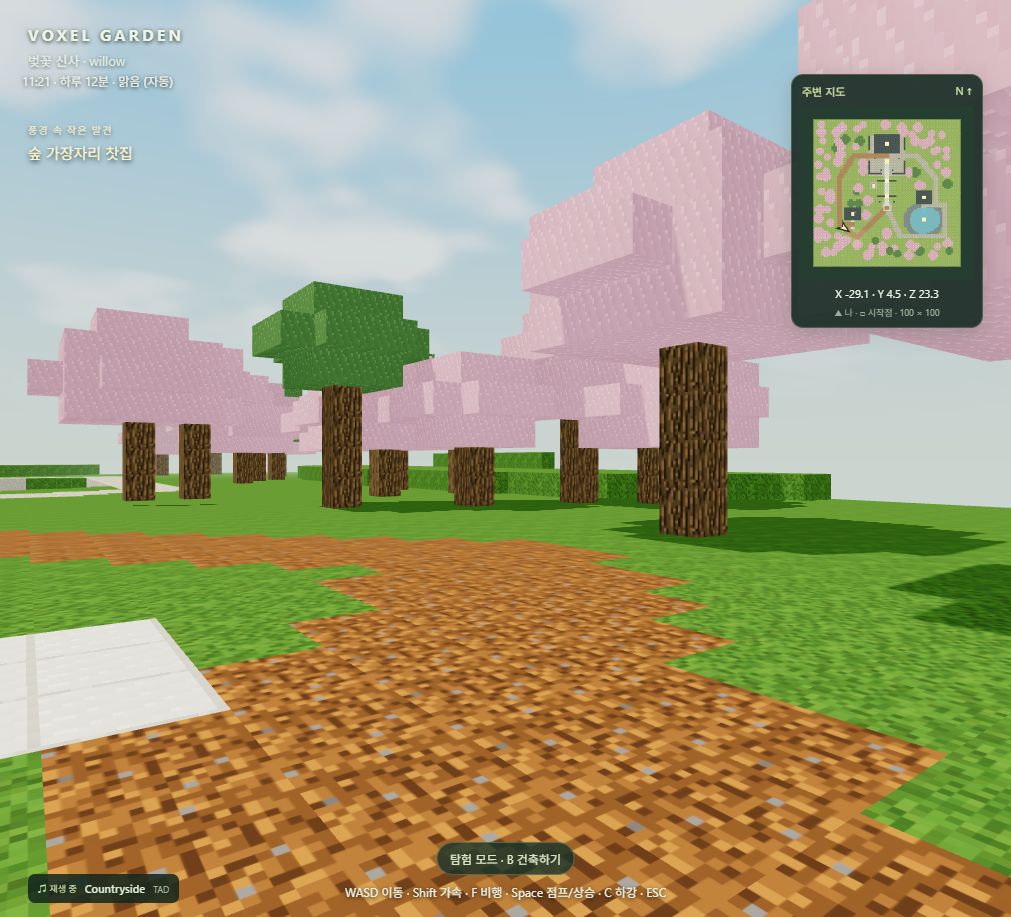 VOXEL GARDEN
벚꽃 신사 · willow
11:21 · 하루 12분 · 맑음 (자동)
풍경 속 작은 발견
숲 가장자리 찻집
주변 지도 N ↑
X -29.1 · Y 4.5 · Z 23.3
▲ 나 · □ 시작점 · 100 × 100
탐험 모드 · B 건축하기
♫ 재생 중 Countryside TAD
WASD 이동 · Shift 가속 · F 비행 · Space 점프/상승 · C 하강 · ESC